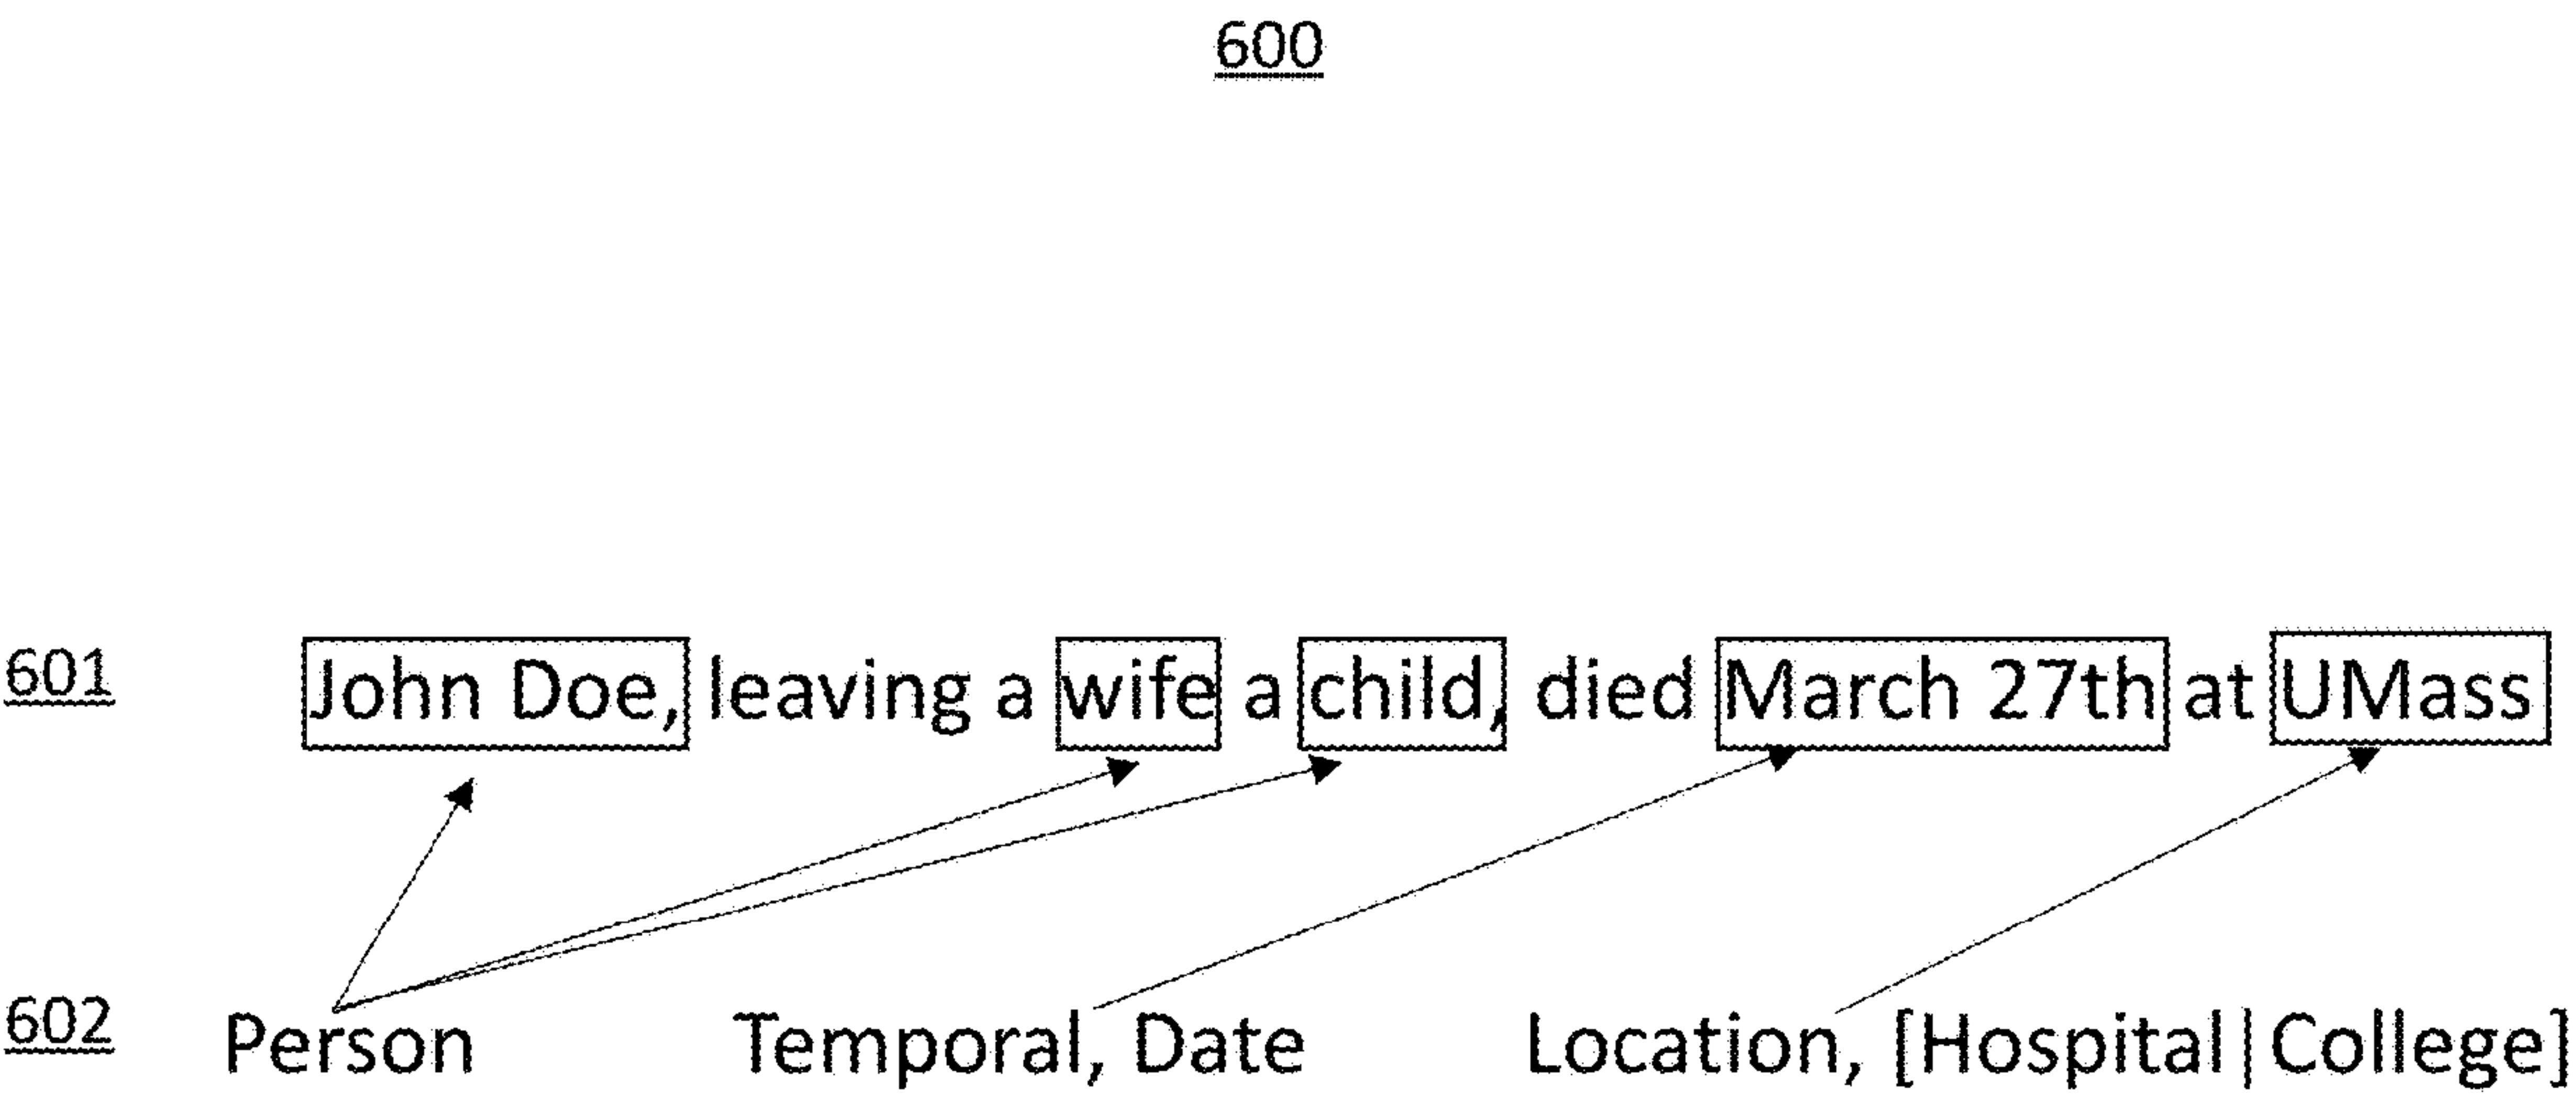 600
601 John Doe, leaving a wife a child, died March 27th at UMass
602 Person Temporal, Date Location, [Hospital|College]